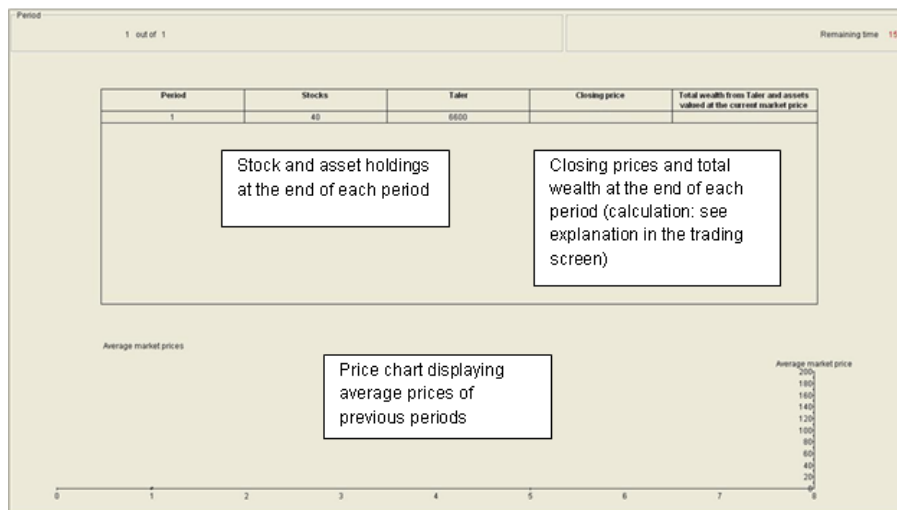 Period
1 out of 1
Remaining time 15
Period Stocks Taler Closing price Total wealth from Taler and assets
valued at the current market price
1 40 6600
Stock and asset holdings
at the end of each period
Closing prices and total
wealth at the end of each
period (calculation: see
explanation in the trading
screen)
Average market prices
Price chart displaying
average prices of
previous periods
Average market price
200
180
160
140
120
100
80
60
40
20
0
0 1 2 3 4 5 6 7 8